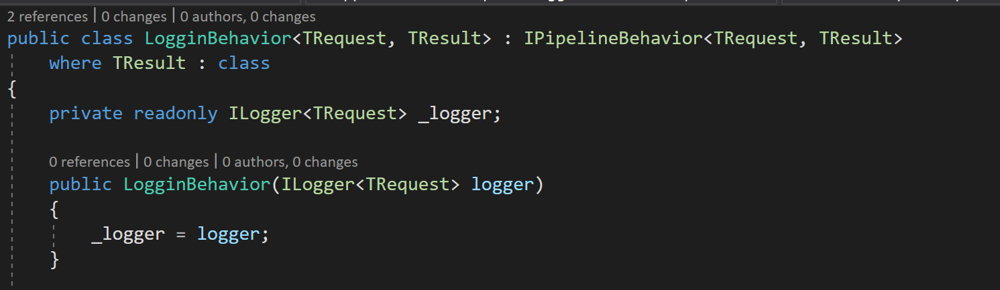 2 references | 0 changes | 0 authors, 0 changes
public class LogginBehavior<TRequest, TResult> : IPipelineBehavior<TRequest, TResult>
where TResult : class
{
private readonly ILogger<TRequest> _logger;
0 references | 0 changes | 0 authors, 0 changes
public LogginBehavior(ILogger<TRequest> logger)
{
_logger = logger;
}